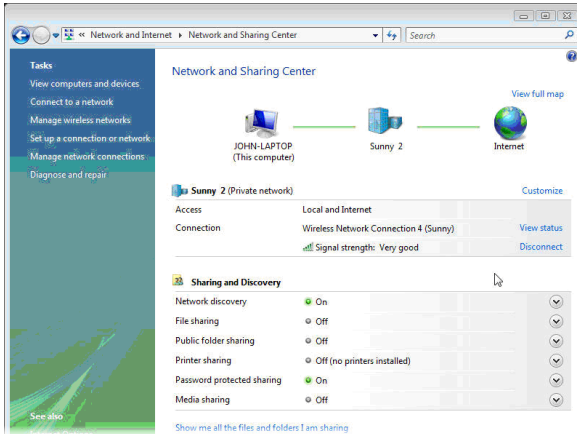 « Network and Internet ▸ Network and Sharing Center
Search
Tasks
View computers and devices
Connect to a network
Manage wireless networks
Set up a connection or network
Manage network connections
Diagnose and repair
See also
Network and Sharing Center
View full map
JOHN-LAPTOP
(This computer)
Sunny 2
Internet
Sunny 2 (Private network)
Customize
Access Local and Internet
Connection Wireless Network Connection 4 (Sunny) View status
Signal strength: Very good Disconnect
Sharing and Discovery
Network discovery On
File sharing Off
Public folder sharing Off
Printer sharing Off (no printers installed)
Password protected sharing On
Media sharing Off
Show me all the files and folders I am sharing